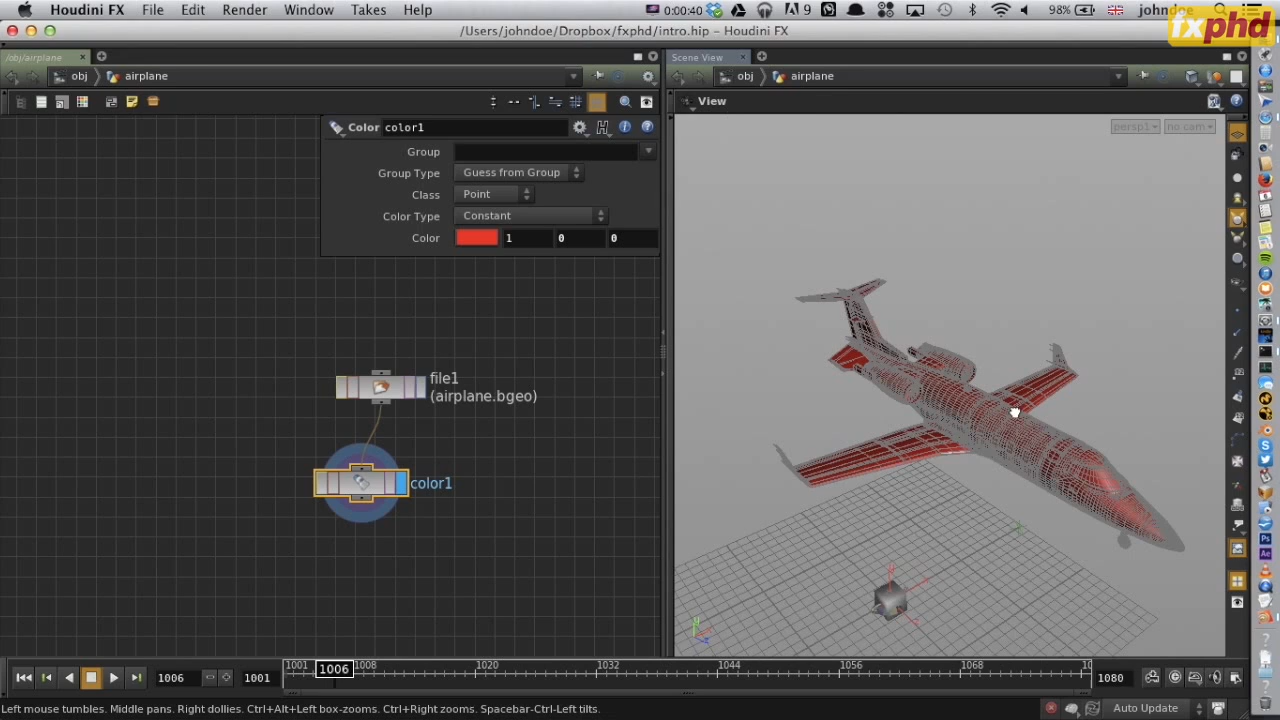 Houdini FX File Edit Render Window Takes Help 0:00:40 9 98% johndoe
fxphd
/Users/johndoe/Dropbox/fxphd/intro.hip – Houdini FX
/obj/airplane
Scene View
obj airplane
obj airplane
View
Color color1
persp1 no cam
Group
Group Type Guess from Group
Class Point
Color Type Constant
Color 1 0 0
file1
(airplane.bgeo)
color1
1001 1008 1020 1032 1044 1056 1068
1006
1006 1001 1080
Left mouse tumbles. Middle pans. Right dollies. Ctrl+Alt+Left box-zooms. Ctrl+Right zooms. Spacebar-Ctrl-Left tilts.
Auto Update